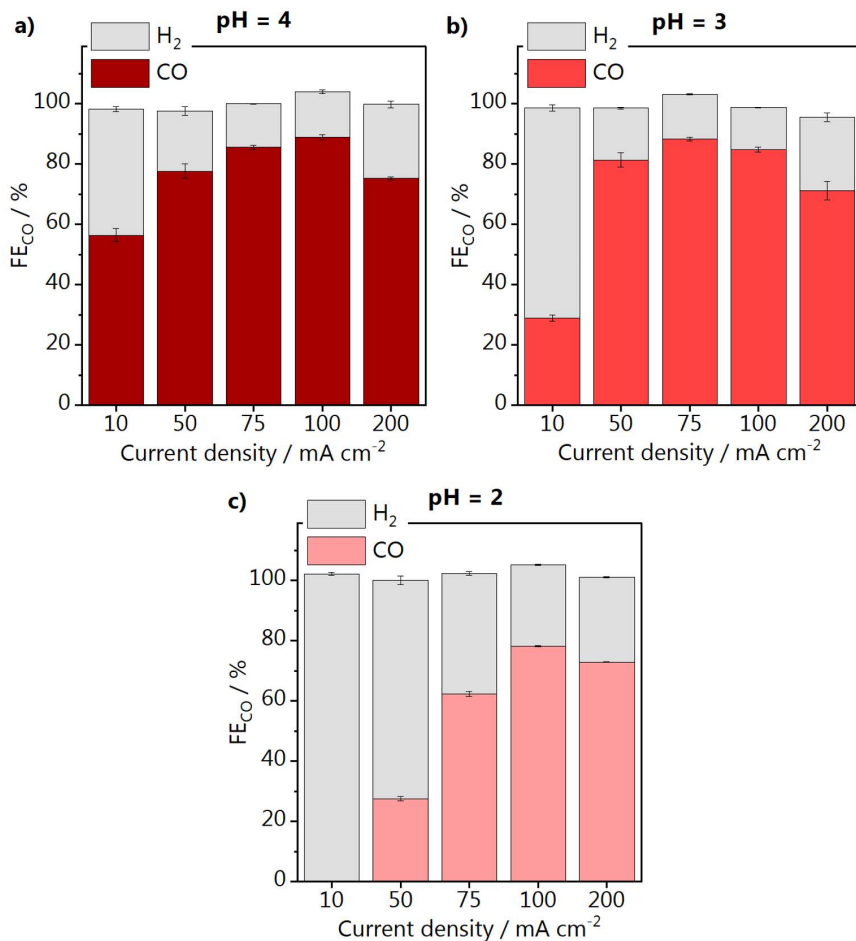 a)
H₂
CO
pH = 4
FE_CO / %
100
80
60
40
20
0
10 50 75 100 200
Current density / mA cm⁻²
b)
H₂
CO
pH = 3
FE_CO / %
100
80
60
40
20
0
10 50 75 100 200
Current density / mA cm⁻²
c)
H₂
CO
pH = 2
FE_CO / %
100
80
60
40
20
0
10 50 75 100 200
Current density / mA cm⁻²